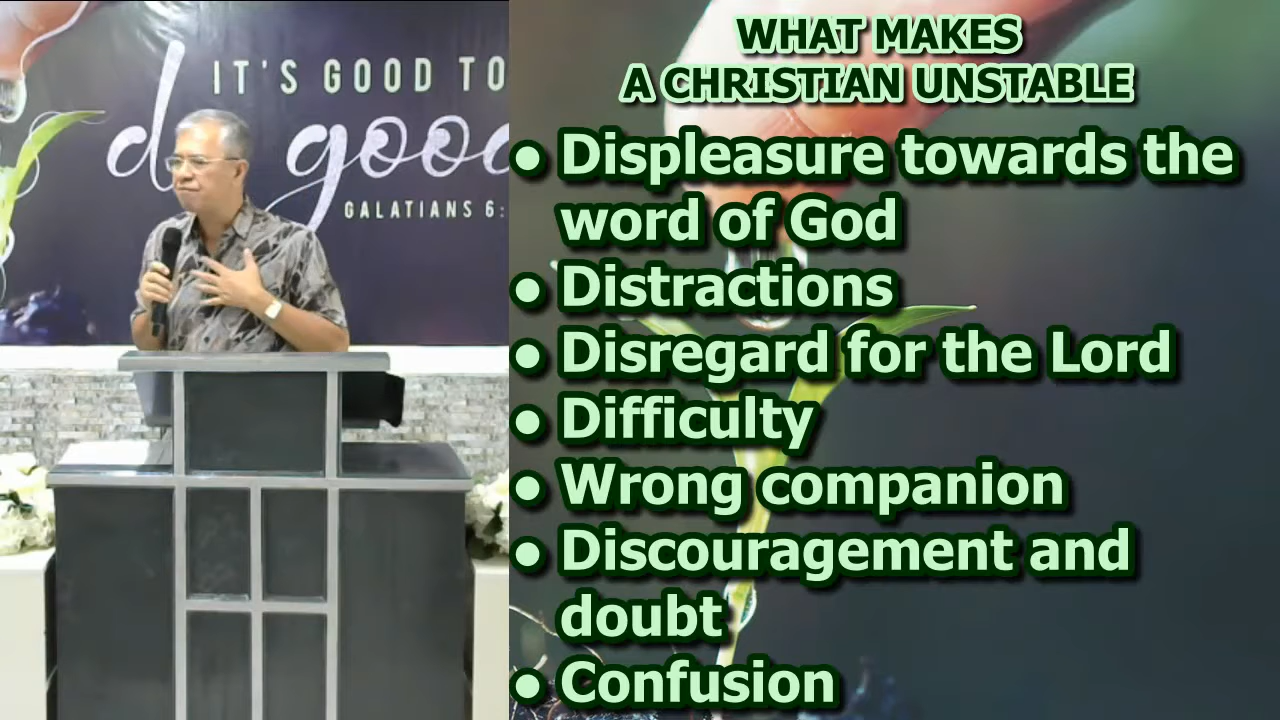 IT'S GOOD TO
do good
GALATIANS 6:
WHAT MAKES
A CHRISTIAN UNSTABLE
● Displeasure towards the
word of God
● Distractions
● Disregard for the Lord
● Difficulty
● Wrong companion
● Discouragement and
doubt
● Confusion